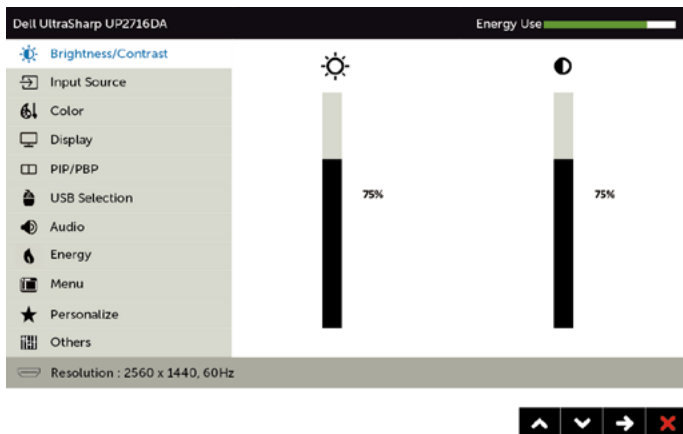 Dell UltraSharp UP2716DA Energy Use
Brightness/Contrast
Input Source
Color
Display
PIP/PBP
USB Selection
75% 75%
Audio
Energy
Menu
Personalize
Others
Resolution : 2560 x 1440, 60Hz